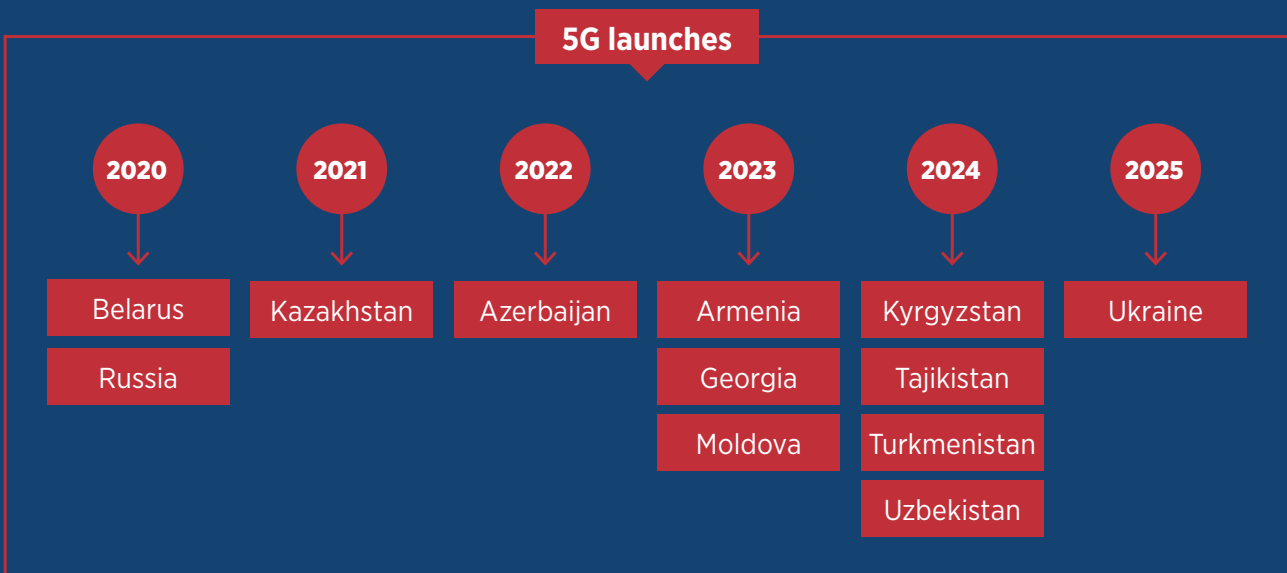 5G launches
2020
2021
2022
2023
2024
2025
Belarus
Kazakhstan
Azerbaijan
Armenia
Kyrgyzstan
Ukraine
Russia
Georgia
Tajikistan
Moldova
Turkmenistan
Uzbekistan